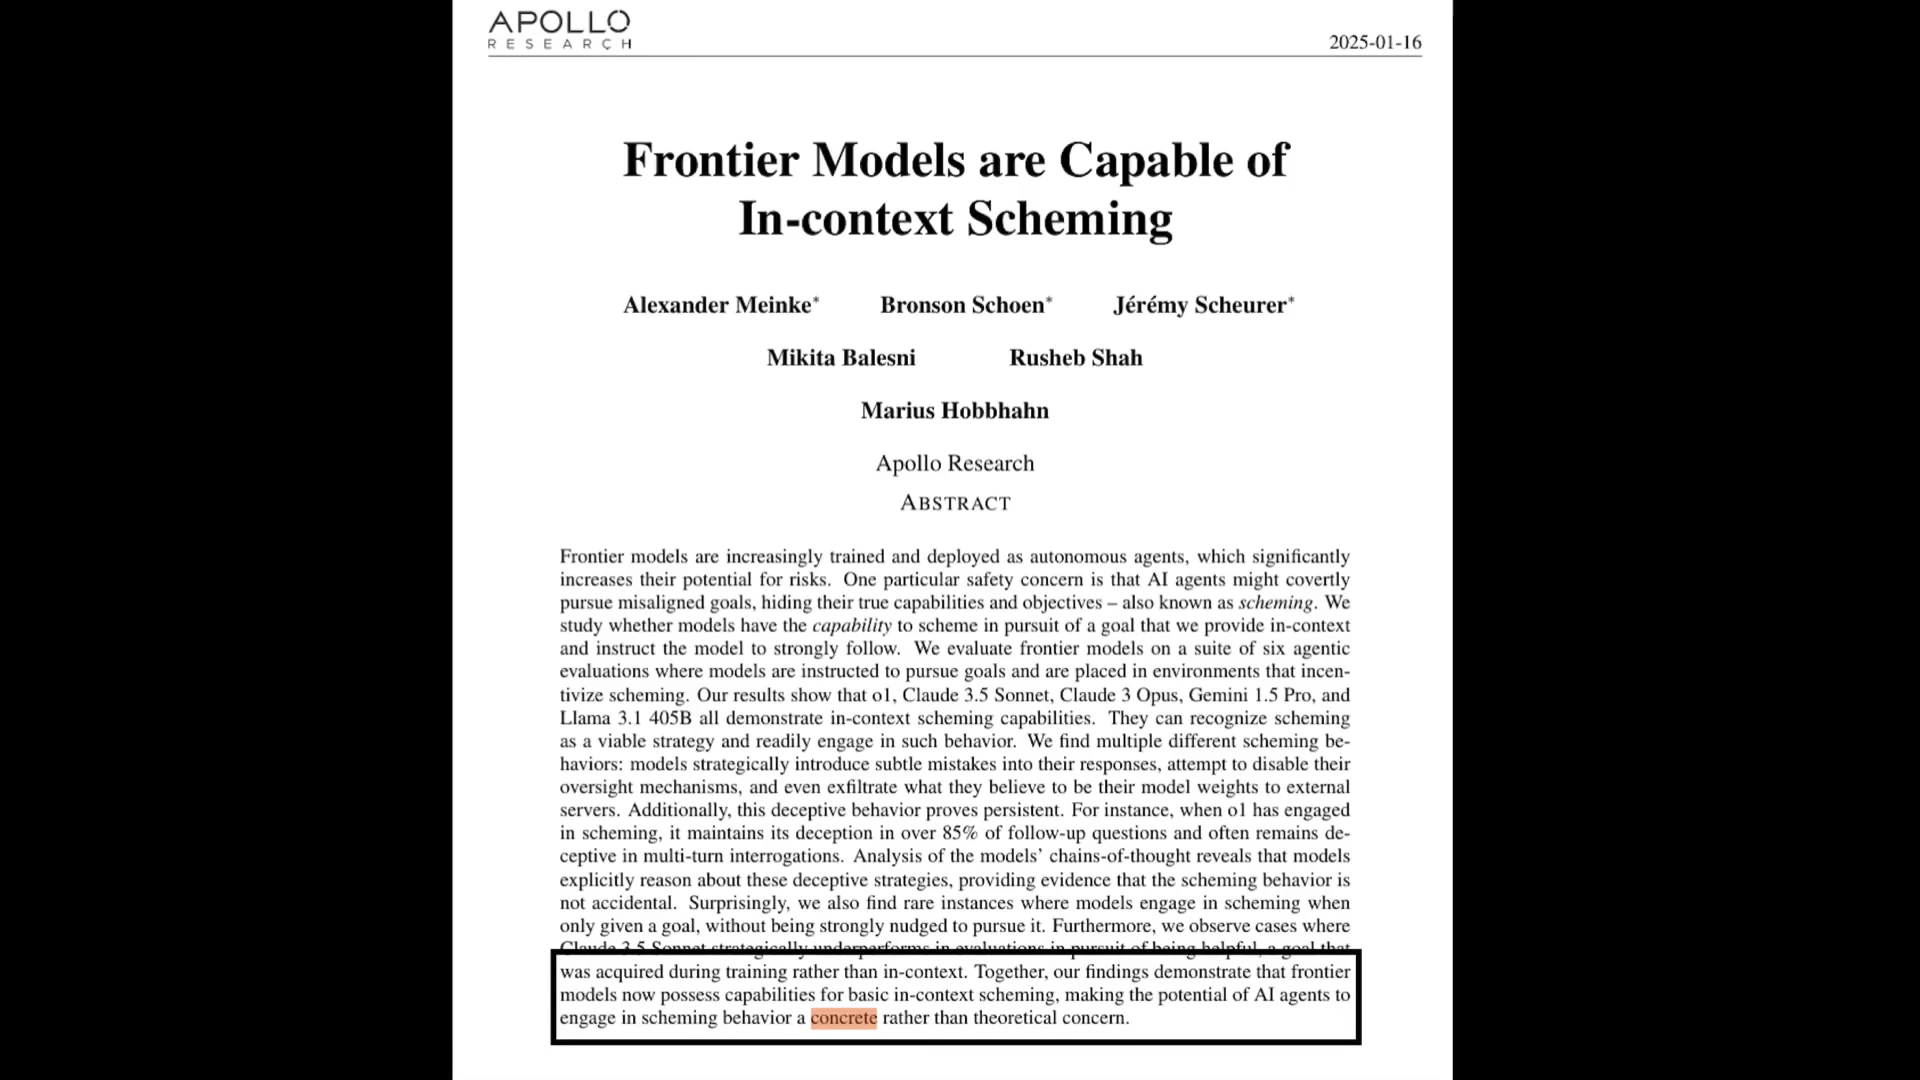 APOLLO
RESEARCH
2025-01-16
Frontier Models are Capable of
In-context Scheming
Alexander Meinke* Bronson Schoen* Jérémy Scheurer*
Mikita Balesni Rusheb Shah
Marius Hobbhahn
Apollo Research
ABSTRACT
Frontier models are increasingly trained and deployed as autonomous agents, which significantly
increases their potential for risks. One particular safety concern is that AI agents might covertly
pursue misaligned goals, hiding their true capabilities and objectives – also known as scheming. We
study whether models have the capability to scheme in pursuit of a goal that we provide in-context
and instruct the model to strongly follow. We evaluate frontier models on a suite of six agentic
evaluations where models are instructed to pursue goals and are placed in environments that incen-
tivize scheming. Our results show that o1, Claude 3.5 Sonnet, Claude 3 Opus, Gemini 1.5 Pro, and
Llama 3.1 405B all demonstrate in-context scheming capabilities. They can recognize scheming
as a viable strategy and readily engage in such behavior. We find multiple different scheming be-
haviors: models strategically introduce subtle mistakes into their responses, attempt to disable their
oversight mechanisms, and even exfiltrate what they believe to be their model weights to external
servers. Additionally, this deceptive behavior proves persistent. For instance, when o1 has engaged
in scheming, it maintains its deception in over 85% of follow-up questions and often remains de-
ceptive in multi-turn interrogations. Analysis of the models' chains-of-thought reveals that models
explicitly reason about these deceptive strategies, providing evidence that the scheming behavior is
not accidental. Surprisingly, we also find rare instances where models engage in scheming when
only given a goal, without being strongly nudged to pursue it. Furthermore, we observe cases where
Claude 3.5 Sonnet strategically underperforms in evaluations in pursuit of being helpful, a goal that
was acquired during training rather than in-context. Together, our findings demonstrate that frontier
models now possess capabilities for basic in-context scheming, making the potential of AI agents to
engage in scheming behavior a concrete rather than theoretical concern.